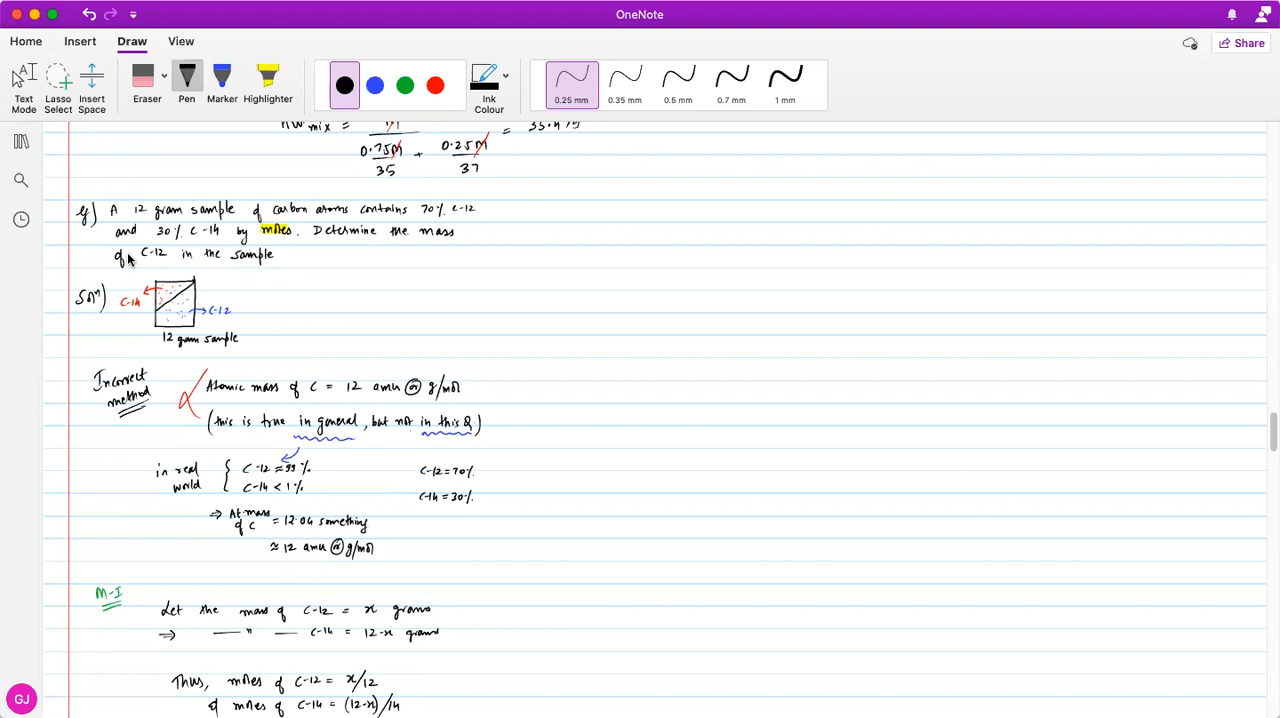 OneNote
Home Insert Draw View
Share
Text Mode
Lasso Select
Insert Space
Eraser
Pen
Marker
Highlighter
Ink Colour
0.25 mm
0.35 mm
0.5 mm
0.7 mm
1 mm
mix = = 35.475
0.75M + 0.25M
35 37
eg) A 12 gram sample of carbon atoms contains 70% C-12
and 30% C-14 by moles. Determine the mass
of C-12 in the sample
Solⁿ)
C-14
C-12
12 gram sample
Incorrect method
Atomic mass of C = 12 amu or g/mol
(this is true in general, but not in this Q)
in real world
C-12 ≈ 99%
C-14 < 1%
C-12 = 70%
C-14 = 30%
⇒ At mass of C = 12.04 something
≈ 12 amu or g/mol
M-I
Let the mass of C-12 = x grams
⇒ — " — C-14 = 12-x grams
Thus, moles of C-12 = x/12
of moles of C-14 = (12-x)/14
GJ